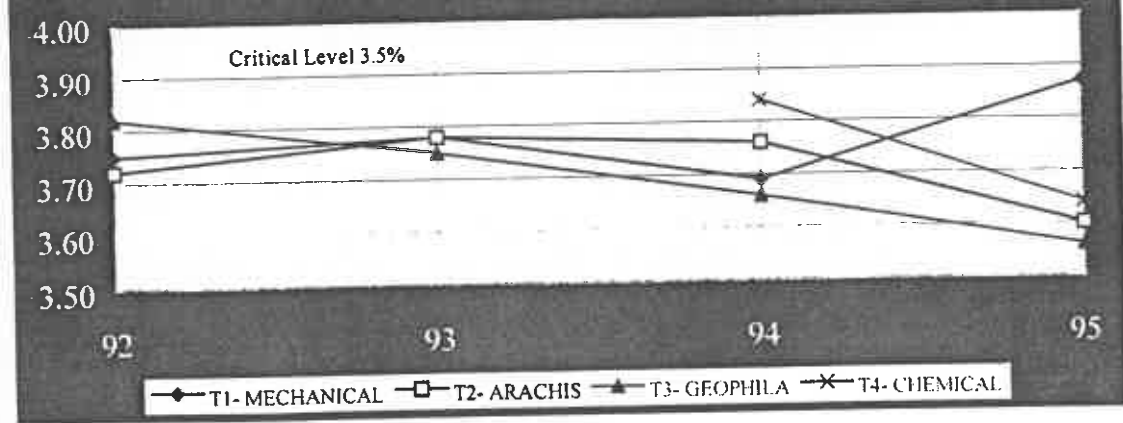 4.00
Critical Level 3.5%
3.90
3.80
3.70
3.60
3.50
92 93 94 95
T1- MECHANICAL T2- ARACHIS T3- GEOPHILA T4- CHEMICAL